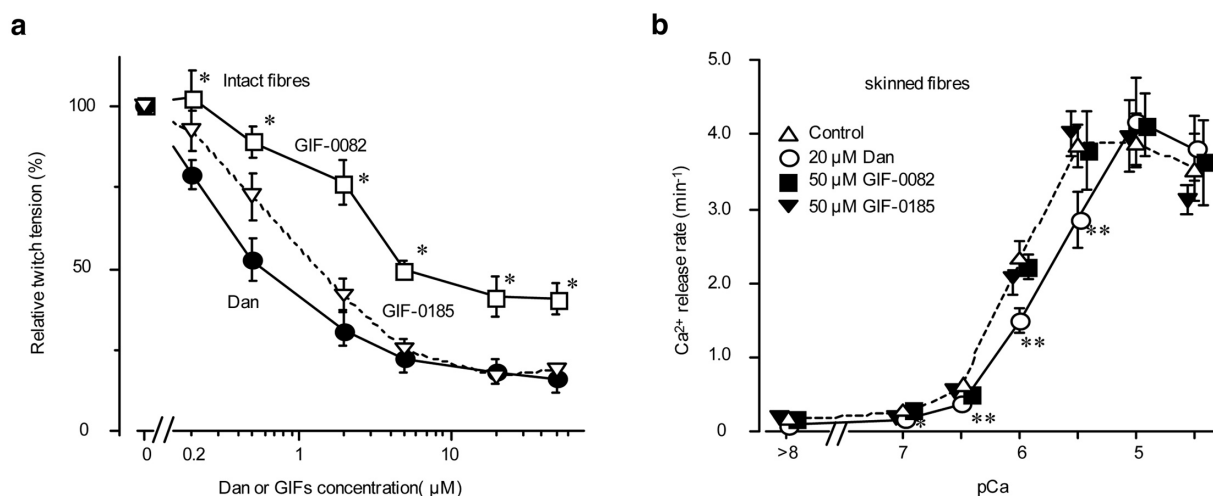 a
Relative twitch tension (%)
100
50
0
Intact fibres
*
*
GIF-0082
*
*
*
*
Dan
GIF-0185
0
0.2
1
10
Dan or GIFs concentration( µM)
b
Ca2+ release rate (min-1)
5.0
4.0
3.0
2.0
1.0
0
skinned fibres
Control
20 µM Dan
50 µM GIF-0082
50 µM GIF-0185
**
**
**
*
>8
7
6
5
pCa